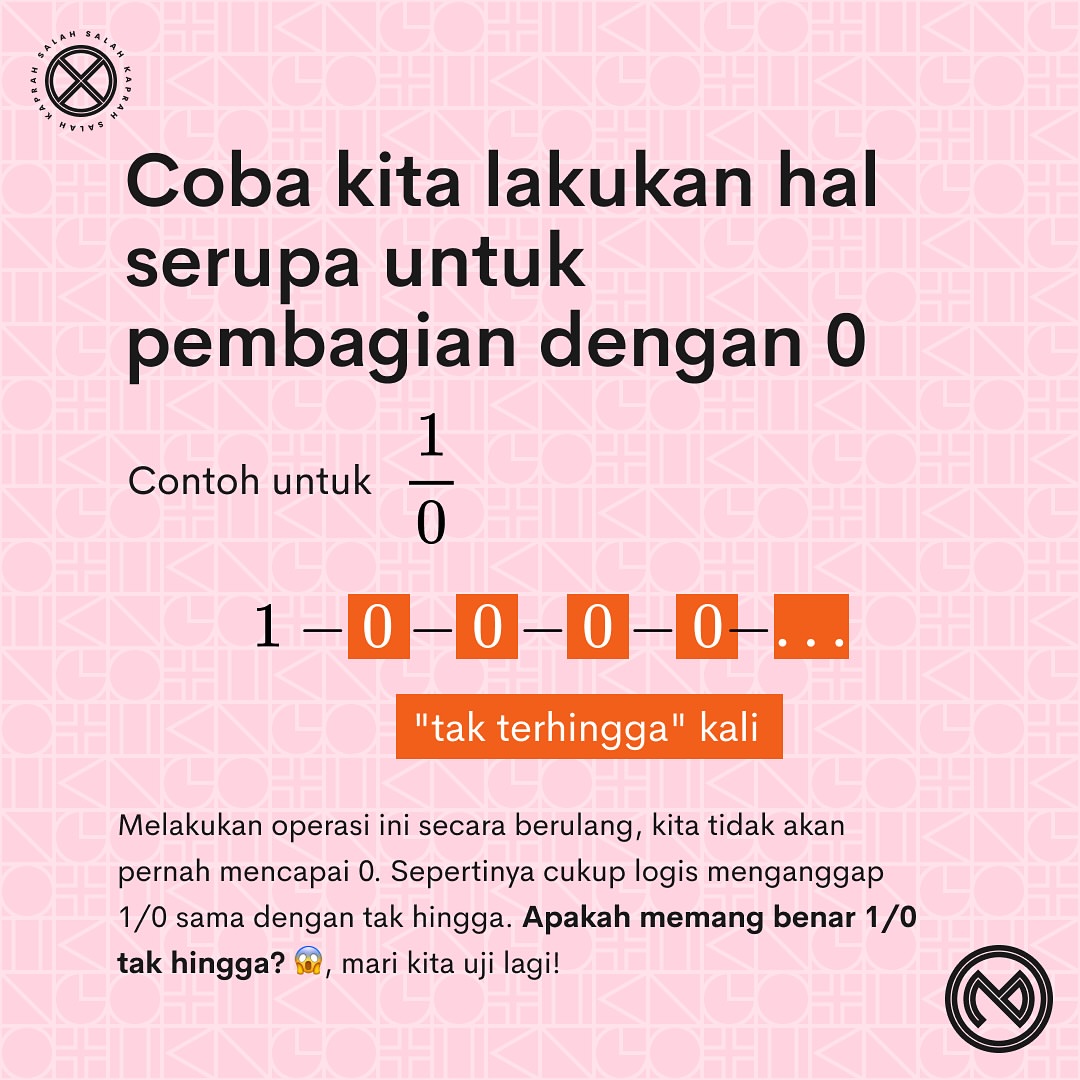 SALAH KAPRAH SALAH KAPRAH SALAH KAPRAH
Coba kita lakukan hal
serupa untuk
pembagian dengan 0
Contoh untuk 1/0
1 – 0 – 0 – 0 – 0 – ...
"tak terhingga" kali
Melakukan operasi ini secara berulang, kita tidak akan
pernah mencapai 0. Sepertinya cukup logis menganggap
1/0 sama dengan tak hingga. Apakah memang benar 1/0
tak hingga? 😱, mari kita uji lagi!